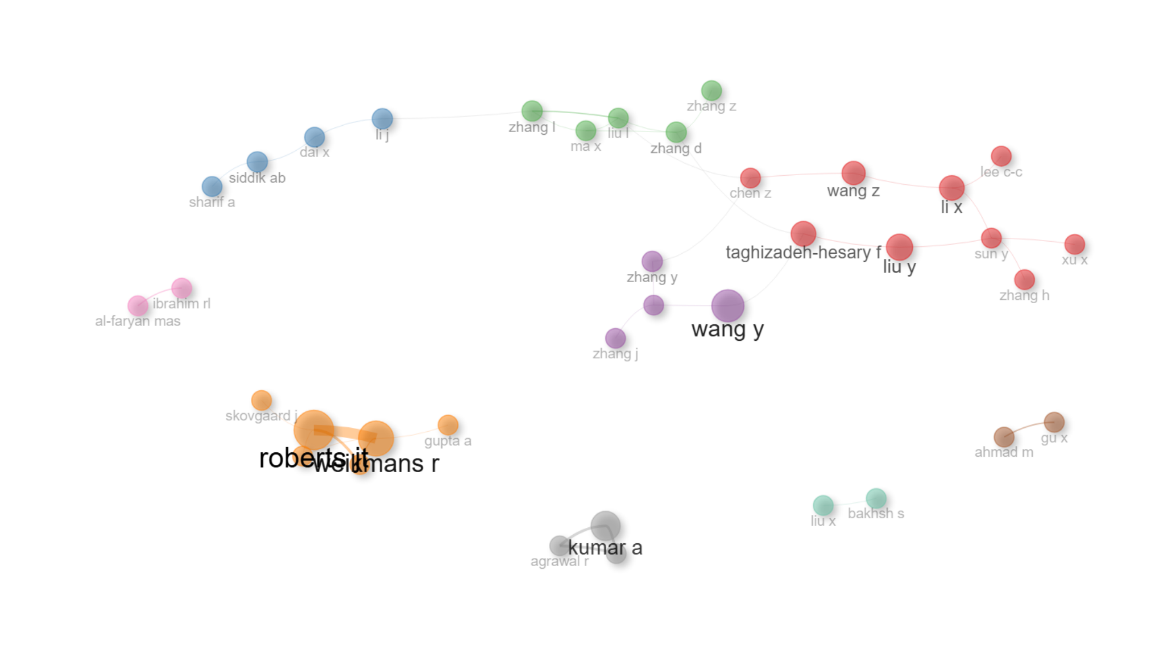 zhang z
zhang l
liu l
li j
ma x
zhang d
dai x
lee c-c
siddik ab
chen z
wang z
sharif a
li x
taghizadeh-hesary f
sun y
xu x
liu y
zhang y
zhang h
ibrahim rl
al-faryan mas
wang y
zhang j
skovgaard j
gupta a
roberts jt
weikmans r
ahmad m
gu x
liu x
bakhsh s
kumar a
agrawal r